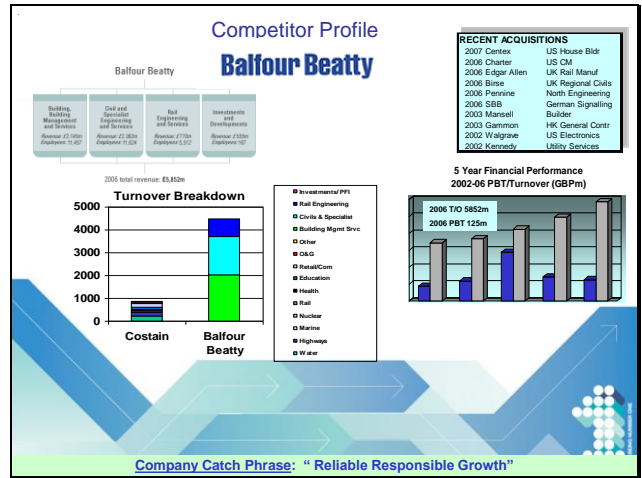 Competitor Profile
Balfour Beatty
RECENT ACQUISITIONS
2007 Centex US House Bldr
2006 Charter US CM
2006 Edgar Allen UK Rail Manuf
2006 Birse UK Regional Civils
2006 Pennine North Engineering
2006 SBB German Signalling
2003 Mansell Builder
2003 Gammon HK General Contr
2002 Walgrave US Electronics
2002 Kennedy Utility Services
Balfour Beatty
Building,
Building
Management
and Services
Civil and
Specialist
Engineering
and Services
Rail
Engineering
and Services
Investments
and
Developments
2006 total revenue: £5,852m
5 Year Financial Performance
2002-06 PBT/Turnover (GBPm)
2006 T/O 5852m
2006 PBT 125m
Turnover Breakdown
5000
4000
3000
2000
1000
0
Costain
Balfour
Beatty
Investments/PFI
Rail Engineering
Civils & Specialist
Building Mgmt Srvc
Other
O&G
Retail/Com
Education
Health
Rail
Nuclear
Marine
Highways
Water
Company Catch Phrase: “ Reliable Responsible Growth”